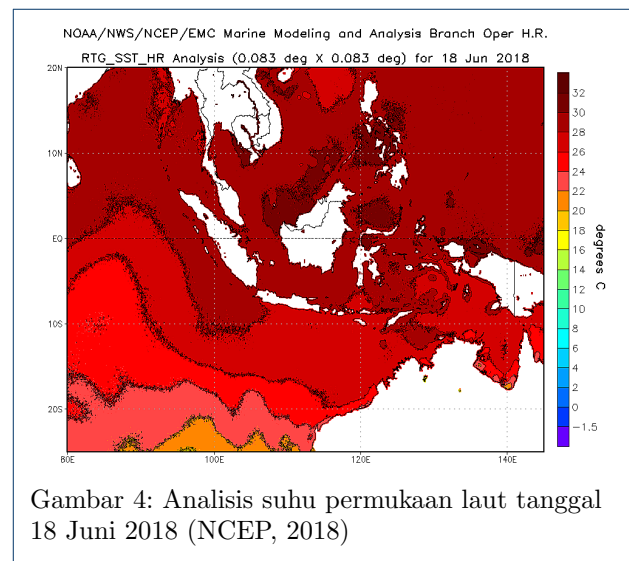 NOAA/NWS/NCEP/EMC Marine Modeling and Analysis Branch Oper H.R.
RTG_SST_HR Analysis (0.083 deg X 0.083 deg) for 18 Jun 2018
20N
10N
EQ
10S
20S
80E
100E
120E
140E
32
30
28
26
24
22
20
18
16
14
12
10
8
6
4
2
0
-1.5
degrees C
Gambar 4: Analisis suhu permukaan laut tanggal
18 Juni 2018 (NCEP, 2018)